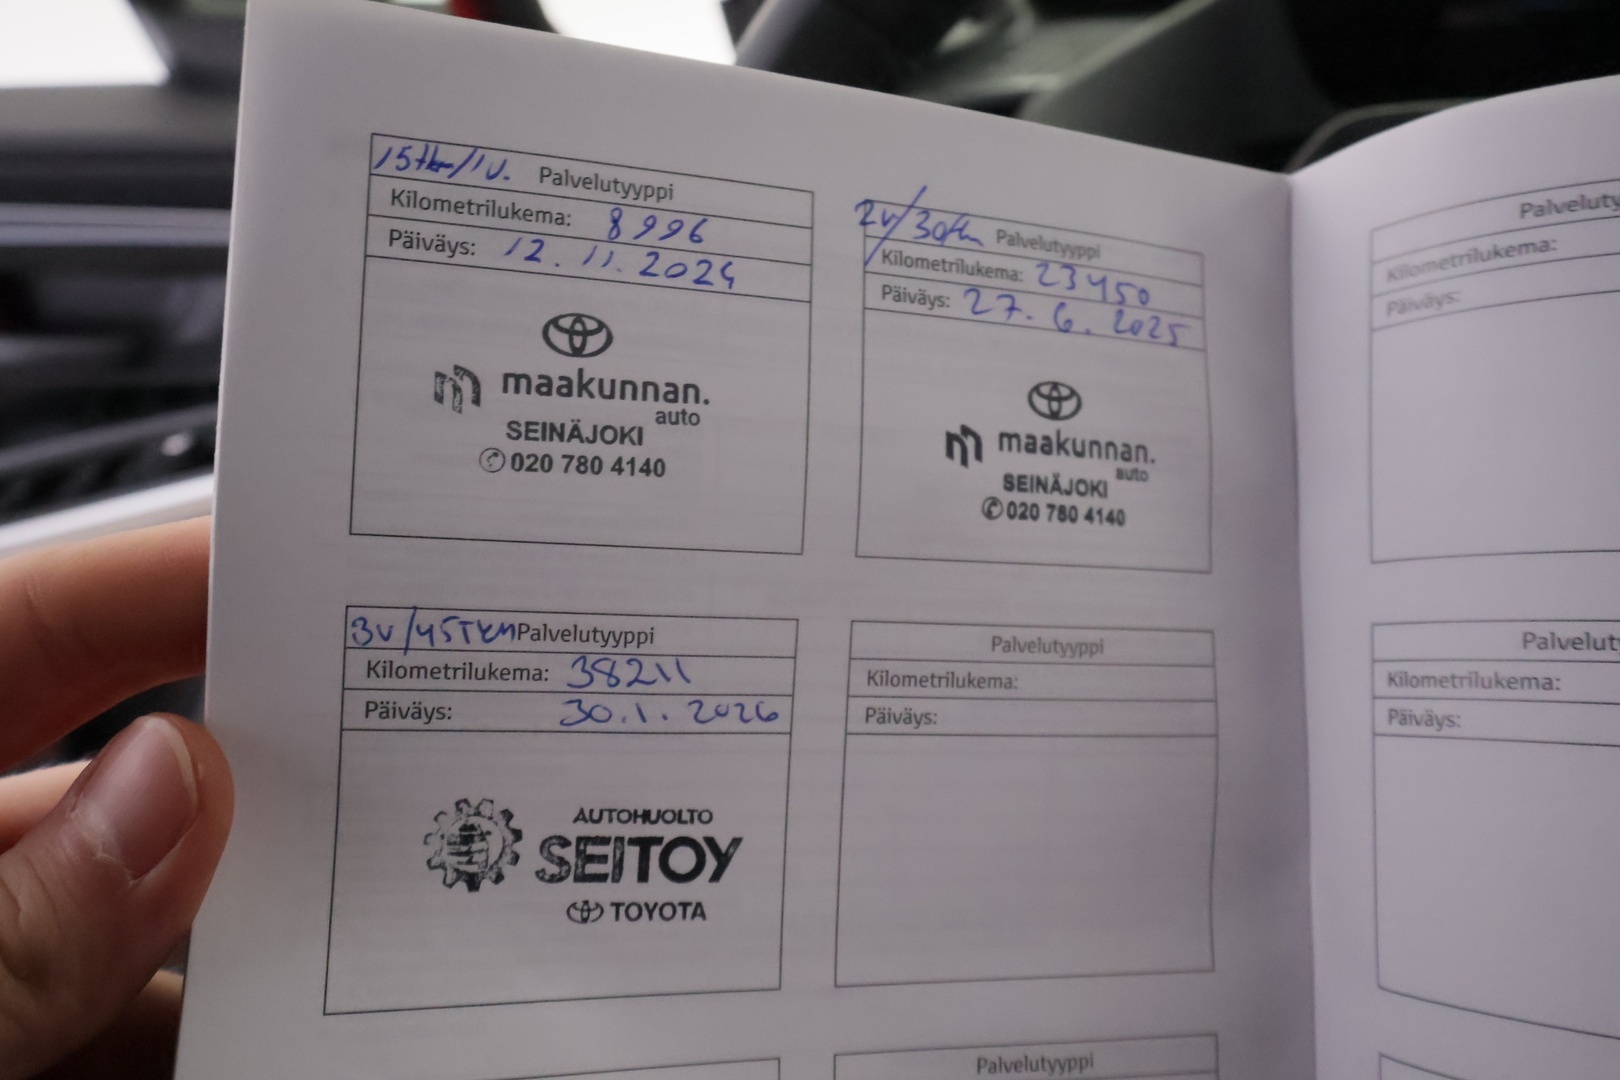 15tkm/1v. Palvelutyyppi
Kilometrilukema: 8996
Päiväys: 12.11.2024
maakunnan.
auto
SEINÄJOKI
020 780 4140
2v/30tkm Palvelutyyppi
Kilometrilukema: 23450
Päiväys: 27.6.2025
maakunnan.
auto
SEINÄJOKI
020 780 4140
3v/45TKM Palvelutyyppi
Kilometrilukema: 38211
Päiväys: 30.1.2026
AUTOHUOLTO
SEITOY
TOYOTA
Palvelutyyppi
Kilometrilukema:
Päiväys:
Palvelutyyppi
Palveluty
Kilometrilukema:
Päiväys:
Palvelut
Kilometrilukema:
Päiväys: